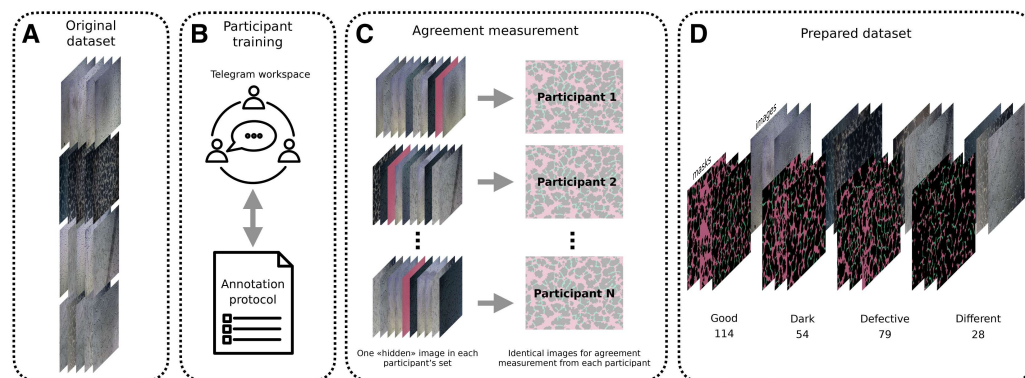 A
Original
dataset
B
Participant
training
Telegram workspace
Annotation
protocol
C
Agreement measurement
Participant 1
Participant 2
Participant N
One «hidden» image in each
participant's set
Identical images for agreement
measurement from each participant
D
Prepared dataset
images
masks
Good
114
Dark
54
Defective
79
Different
28